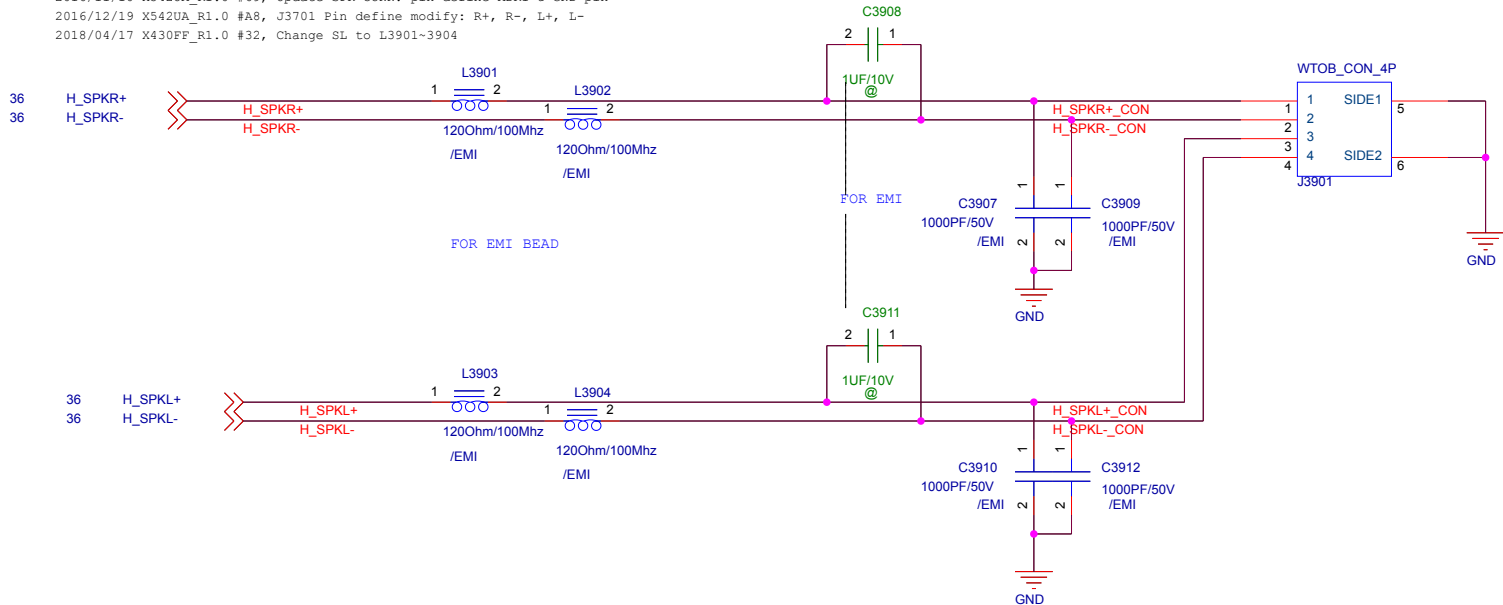 2016/12/19 X542UA_R1.0 #A8, J3701 Pin define modify: R+, R-, L+, L-
2018/04/17 X430FF_R1.0 #32, Change SL to L3901~3904
C3908
2 1
1UF/10V
@
L3901
1 2
120Ohm/100Mhz
/EMI
L3902
1 2
120Ohm/100Mhz
/EMI
36 H_SPKR+
36 H_SPKR-
H_SPKR+
H_SPKR-
H_SPKR+_CON
H_SPKR-_CON
WTOB_CON_4P
1 1 SIDE1 5
2 2
3 3
4 4 SIDE2 6
J3901
GND
FOR EMI
FOR EMI BEAD
1 1
C3907 C3909
1000PF/50V 1000PF/50V
/EMI 2 2 /EMI
GND
C3911
2 1
1UF/10V
@
L3903
1 2
120Ohm/100Mhz
/EMI
L3904
1 2
120Ohm/100Mhz
/EMI
36 H_SPKL+
36 H_SPKL-
H_SPKL+
H_SPKL-
H_SPKL+_CON
H_SPKL-_CON
1 1
C3910 C3912
1000PF/50V 1000PF/50V
/EMI 2 2 /EMI
GND